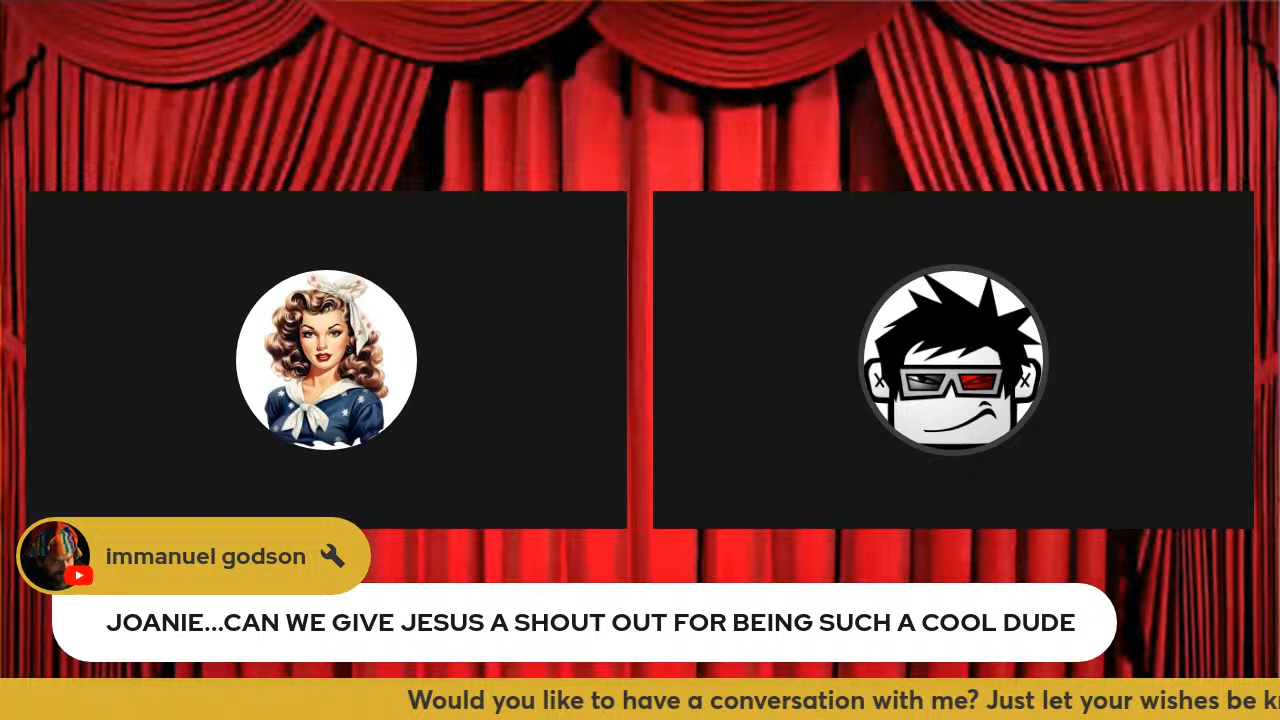 immanuel godson
JOANIE...CAN WE GIVE JESUS A SHOUT OUT FOR BEING SUCH A COOL DUDE
Would you like to have a conversation with me? Just let your wishes be